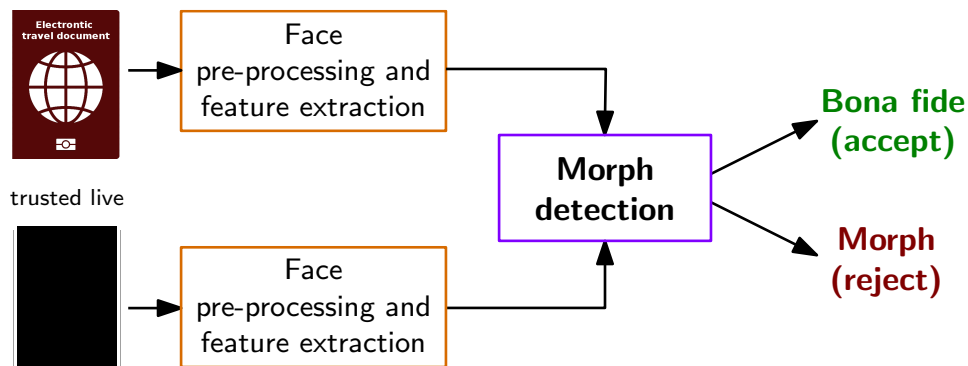 Electrontic
travel document
Face
pre-processing and
feature extraction
Bona fide
(accept)
Morph
detection
trusted live
Morph
(reject)
Face
pre-processing and
feature extraction